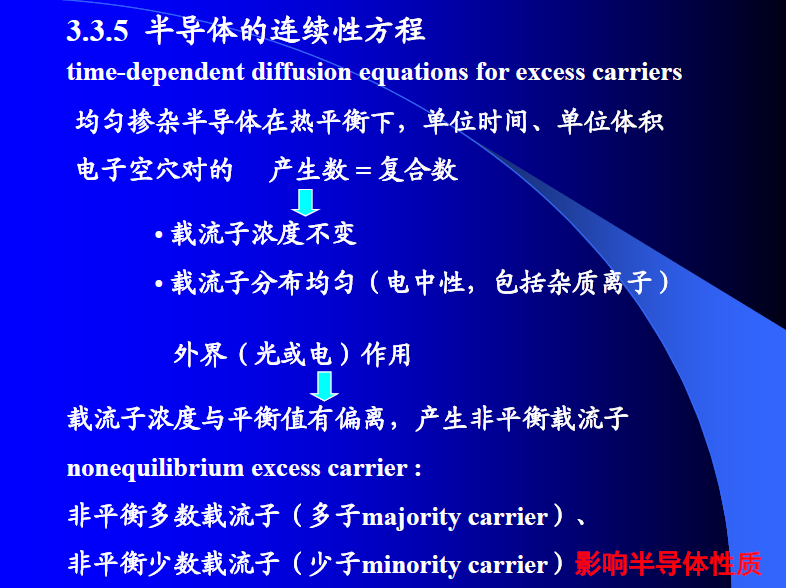 3.3.5 半导体的连续性方程
time-dependent diffusion equations for excess carriers
均匀掺杂半导体在热平衡下，单位时间、单位体积
电子空穴对的 产生数 = 复合数
• 载流子浓度不变
• 载流子分布均匀（电中性，包括杂质离子）
外界（光或电）作用
载流子浓度与平衡值有偏离，产生非平衡载流子
nonequilibrium excess carrier :
非平衡多数载流子（多子majority carrier）、
非平衡少数载流子（少子minority carrier）影响半导体性质